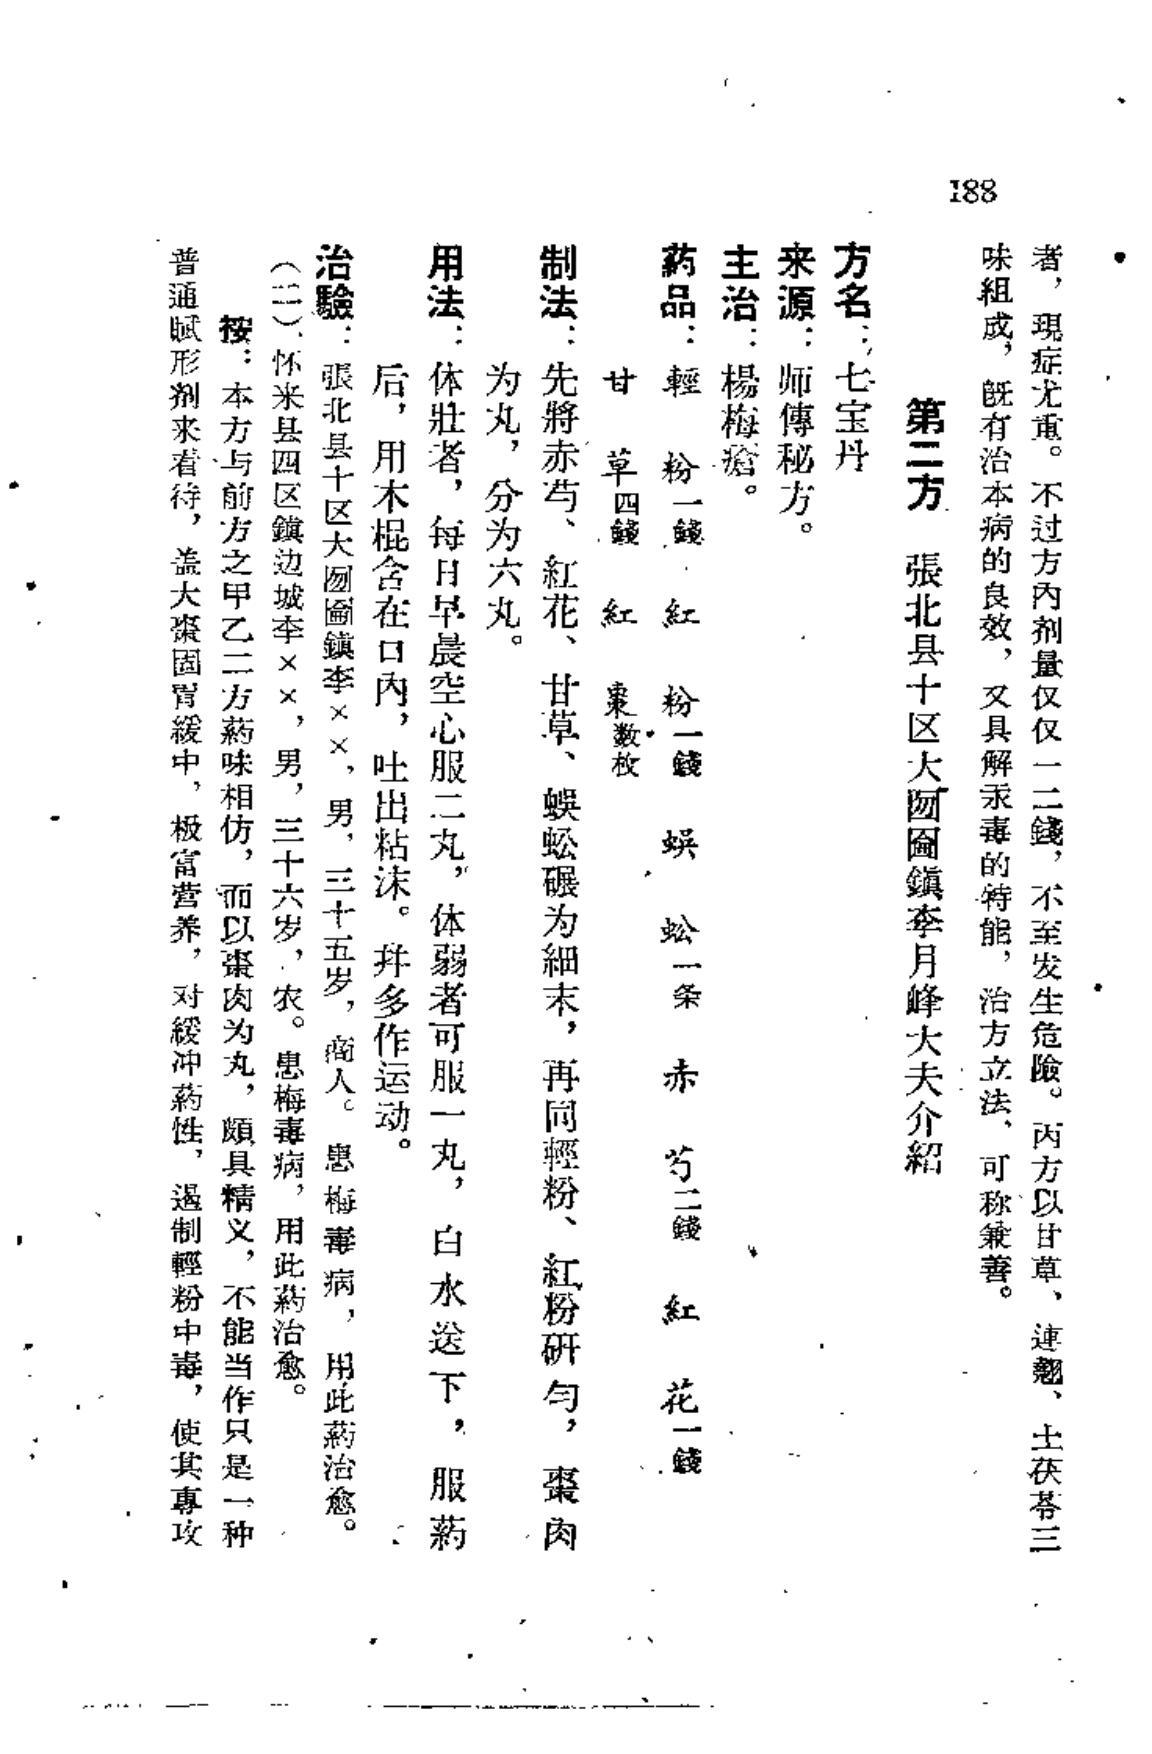 188
者，現症尤重。不过方內剂量仅仅一二錢，不至发生危險。丙方以甘草、連翹、土茯苓三
味組成，既有治本病的良效，又具解汞毒的特能，治方立法、可称兼善。
第二方　張北县十区大囫圇鎮李月峰大夫介紹
方名：七宝丹
来源：师傳秘方。
主治：楊梅瘡。
药品：輕粉一錢　紅粉一錢　蜈蚣一条　赤芍二錢　紅花一錢
甘草四錢　紅棗数枚
制法：先將赤芍、紅花、甘草、蜈蚣碾为細末，再同輕粉、紅粉研匀，棗肉
为丸，分为六丸。
用法：体壯者，每日早晨空心服二丸，体弱者可服一丸，白水送下，服葯
后，用木棍含在口內，吐出粘沫。幷多作运动。
治驗：張北县十区大囫圇鎮李××，男，三十五岁，商人。患梅毒病，用此葯治愈。
（二）、怀来县四区鎮边城李××，男，三十六岁，农。患梅毒病，用此葯治愈。
按：本方与前方之甲乙二方葯味相仿，而以棗肉为丸，頗具精义，不能当作只是一种
普通賦形剂来看待，盖大棗固胃緩中，极富营养，对緩冲葯性，遏制輕粉中毒，使其專攻